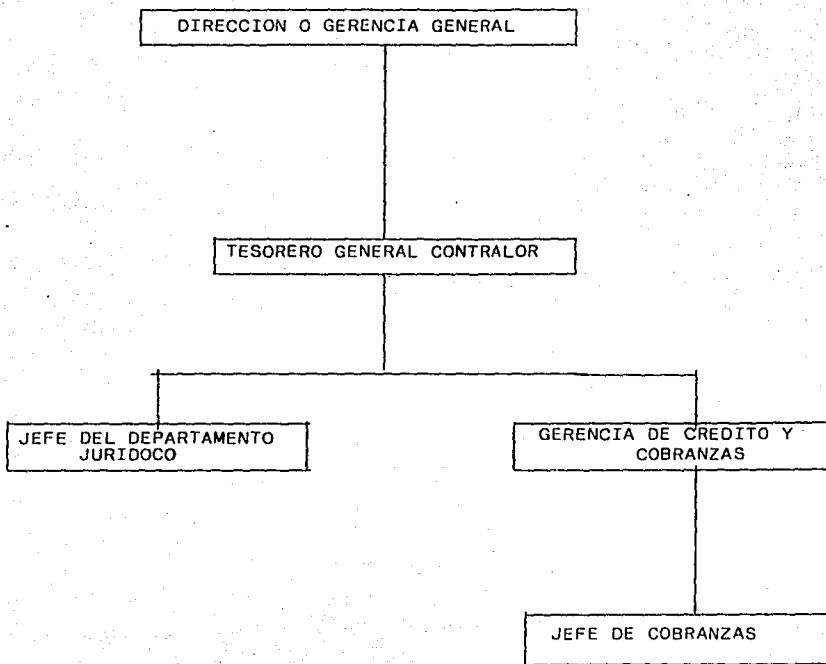 DIRECCION O GERENCIA GENERAL
TESORERO GENERAL CONTRALOR
JEFE DEL DEPARTAMENTO
JURIDOCO
GERENCIA DE CREDITO Y
COBRANZAS
JEFE DE COBRANZAS